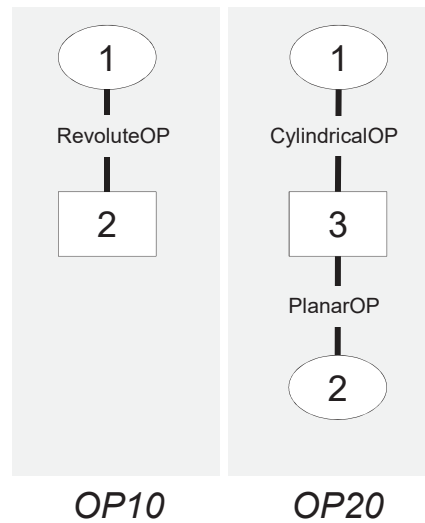 1
RevoluteOP
2
OP10
1
CylindricalOP
3
PlanarOP
2
OP20